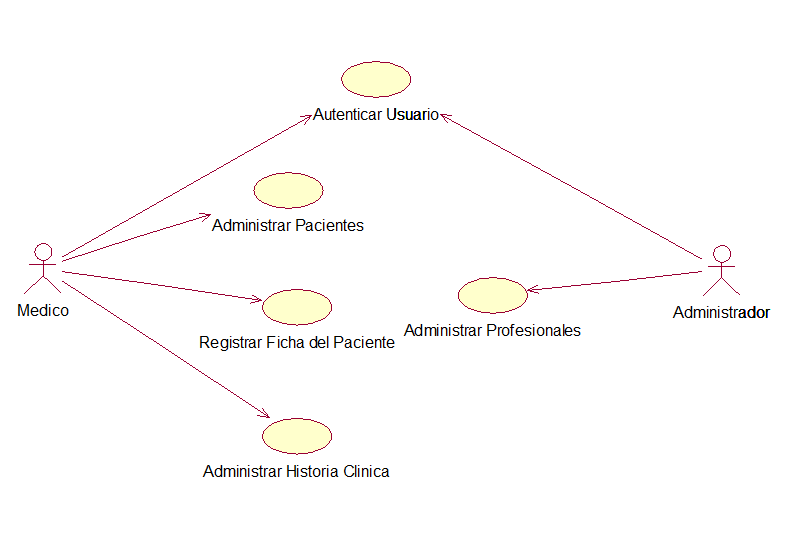 Autenticar Usuario
Administrar Pacientes
Medico
Administrador
Administrar Profesionales
Registrar Ficha del Paciente
Administrar Historia Clinica